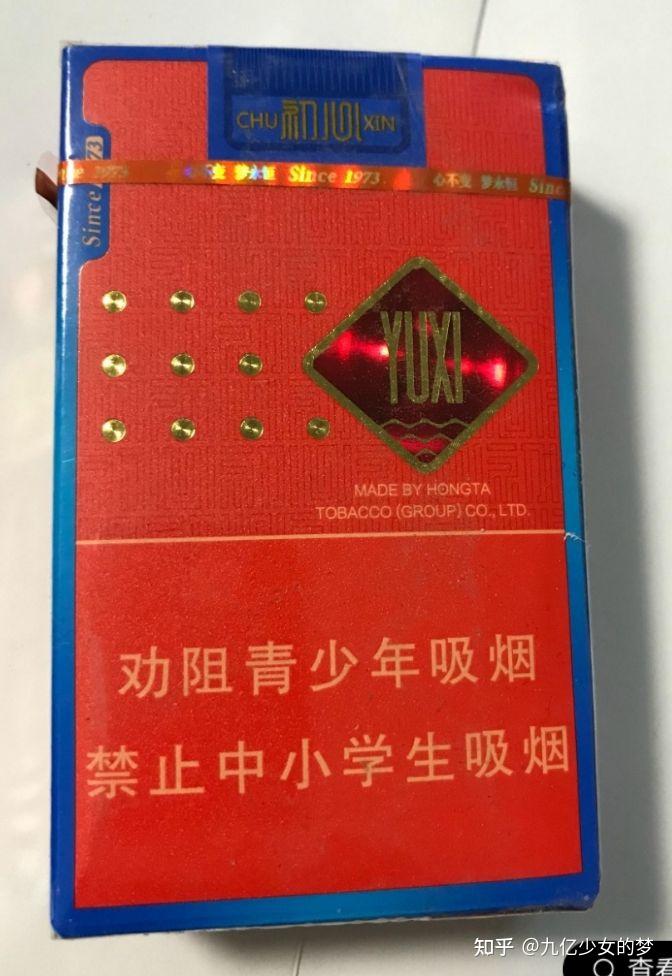 CHU 初心 XIN
心不变 梦永恒 Since 1973 心不变 梦永恒 Sinc
Since
YUXI
MADE BY HONGTA
TOBACCO (GROUP) CO., LTD.
劝阻青少年吸烟
禁止中小学生吸烟
知乎 @九亿少女的梦